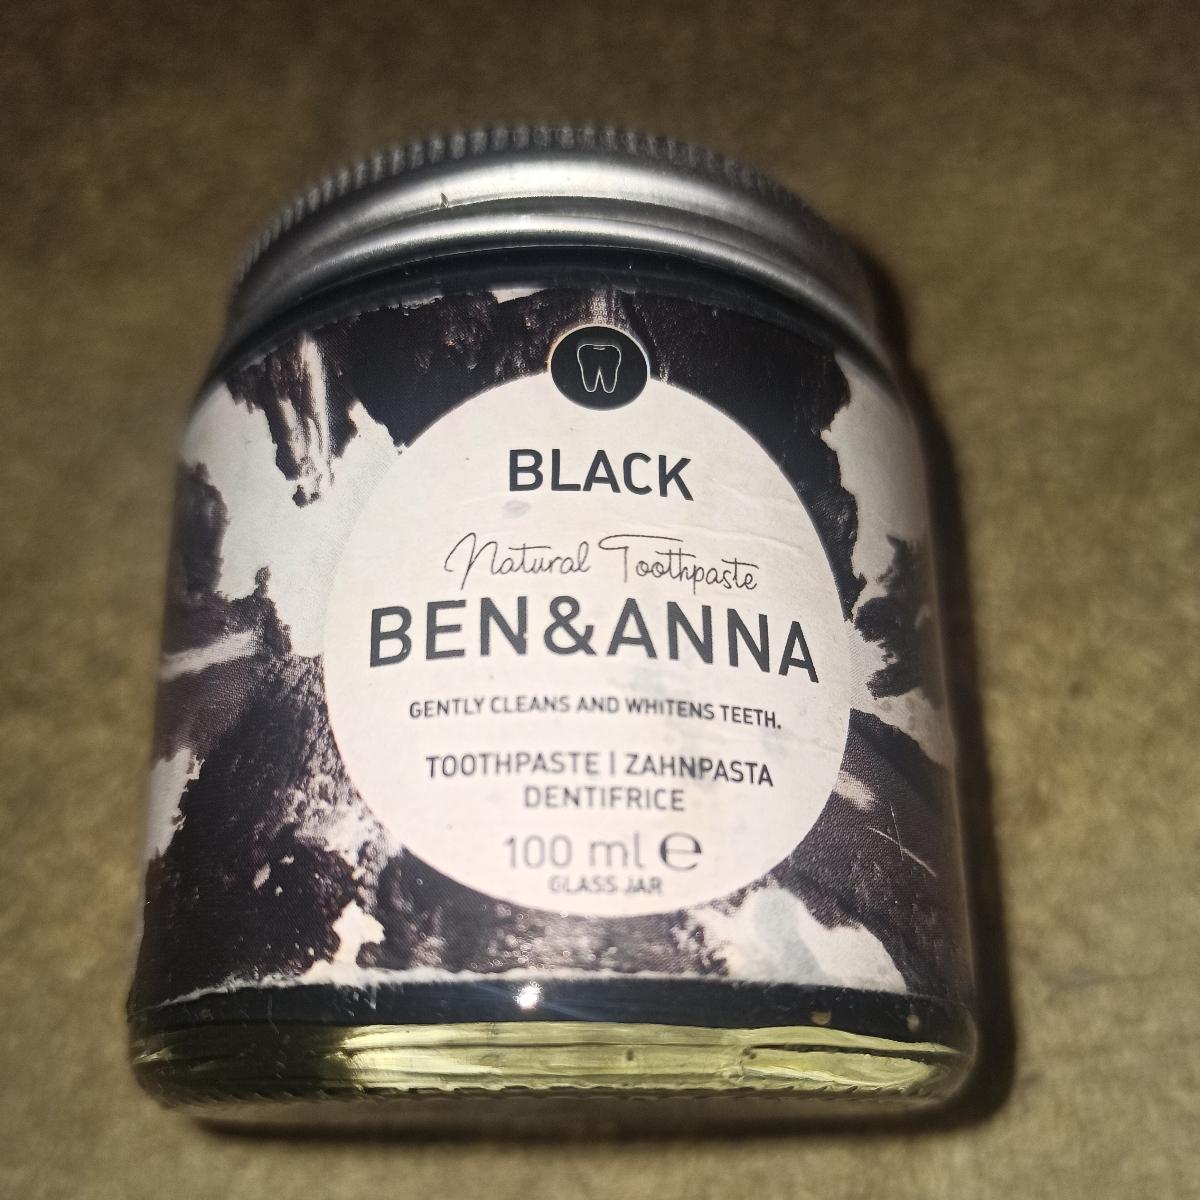 BLACK
Natural Toothpaste
BEN&ANNA
GENTLY CLEANS AND WHITENS TEETH.
TOOTHPASTE | ZAHNPASTA
DENTIFRICE
100 ml ℮
GLASS JAR